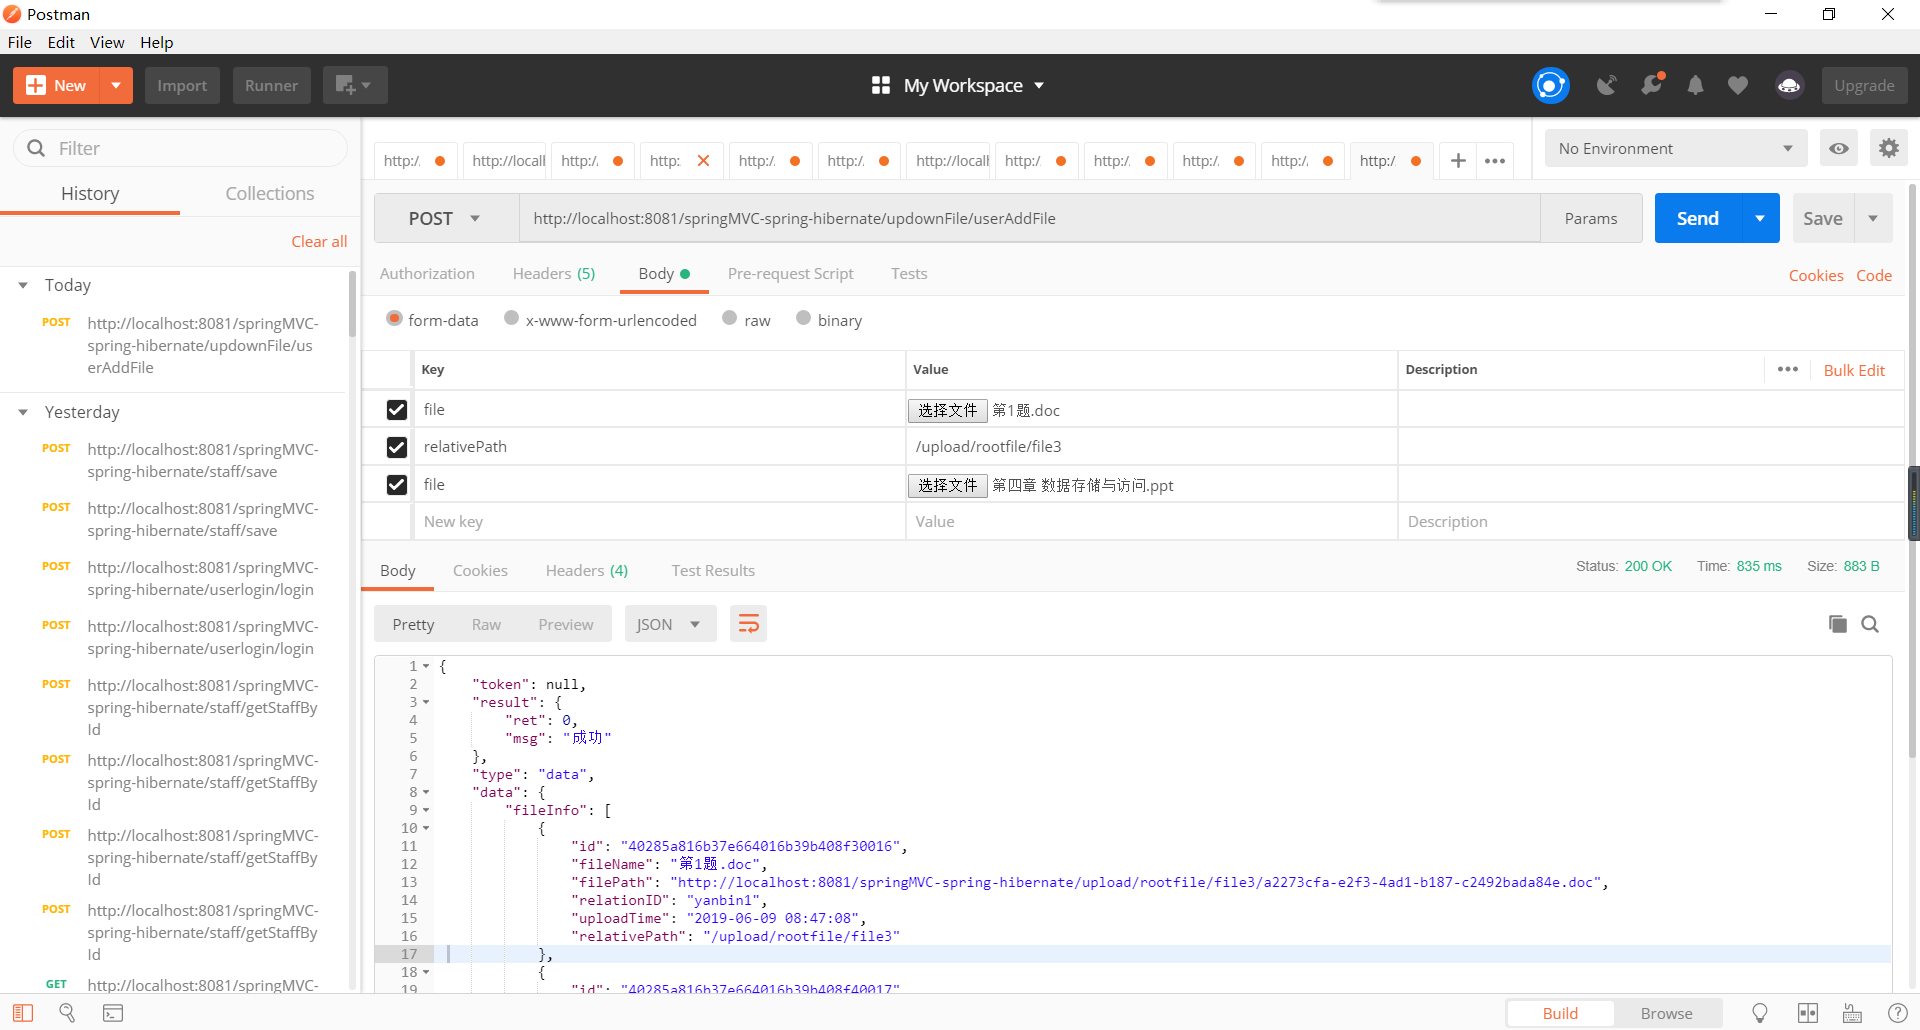 Postman
File Edit View Help
New Import Runner My Workspace Upgrade
Filter
History Collections
Clear all
Today
POST http://localhost:8081/springMVC-
spring-hibernate/updownFile/us
erAddFile
Yesterday
POST http://localhost:8081/springMVC-
spring-hibernate/staff/save
POST http://localhost:8081/springMVC-
spring-hibernate/staff/save
POST http://localhost:8081/springMVC-
spring-hibernate/userlogin/login
POST http://localhost:8081/springMVC-
spring-hibernate/userlogin/login
POST http://localhost:8081/springMVC-
spring-hibernate/staff/getStaffBy
Id
POST http://localhost:8081/springMVC-
spring-hibernate/staff/getStaffBy
Id
POST http://localhost:8081/springMVC-
spring-hibernate/staff/getStaffBy
Id
POST http://localhost:8081/springMVC-
spring-hibernate/staff/getStaffBy
Id
GET http://localhost:8081/springMVC-
http:/. http://locall http:/. http: http:/. http:/. http://locall http:/. http:/. http:/. http:/. http:/ No Environment
POST http://localhost:8081/springMVC-spring-hibernate/updownFile/userAddFile Params Send Save
Authorization Headers (5) Body Pre-request Script Tests Cookies Code
form-data x-www-form-urlencoded raw binary
Key Value Description Bulk Edit
file 选择文件 第1题.doc
relativePath /upload/rootfile/file3
file 选择文件 第四章 数据存储与访问.ppt
New key Value Description
Body Cookies Headers (4) Test Results Status: 200 OK Time: 835 ms Size: 883 B
Pretty Raw Preview JSON
1 {
2 "token": null,
3 "result": {
4 "ret": 0,
5 "msg": "成功"
6 },
7 "type": "data",
8 "data": {
9 "fileInfo": [
10 {
11 "id": "40285a816b37e664016b39b408f30016",
12 "fileName": "第1题.doc",
13 "filePath": "http://localhost:8081/springMVC-spring-hibernate/upload/rootfile/file3/a2273cfa-e2f3-4ad1-b187-c2492bada84e.doc",
14 "relationID": "yanbin1",
15 "uploadTime": "2019-06-09 08:47:08",
16 "relativePath": "/upload/rootfile/file3"
17 },
18 {
19 "id": "40285a816b37e664016b39b408f40017"
Build Browse